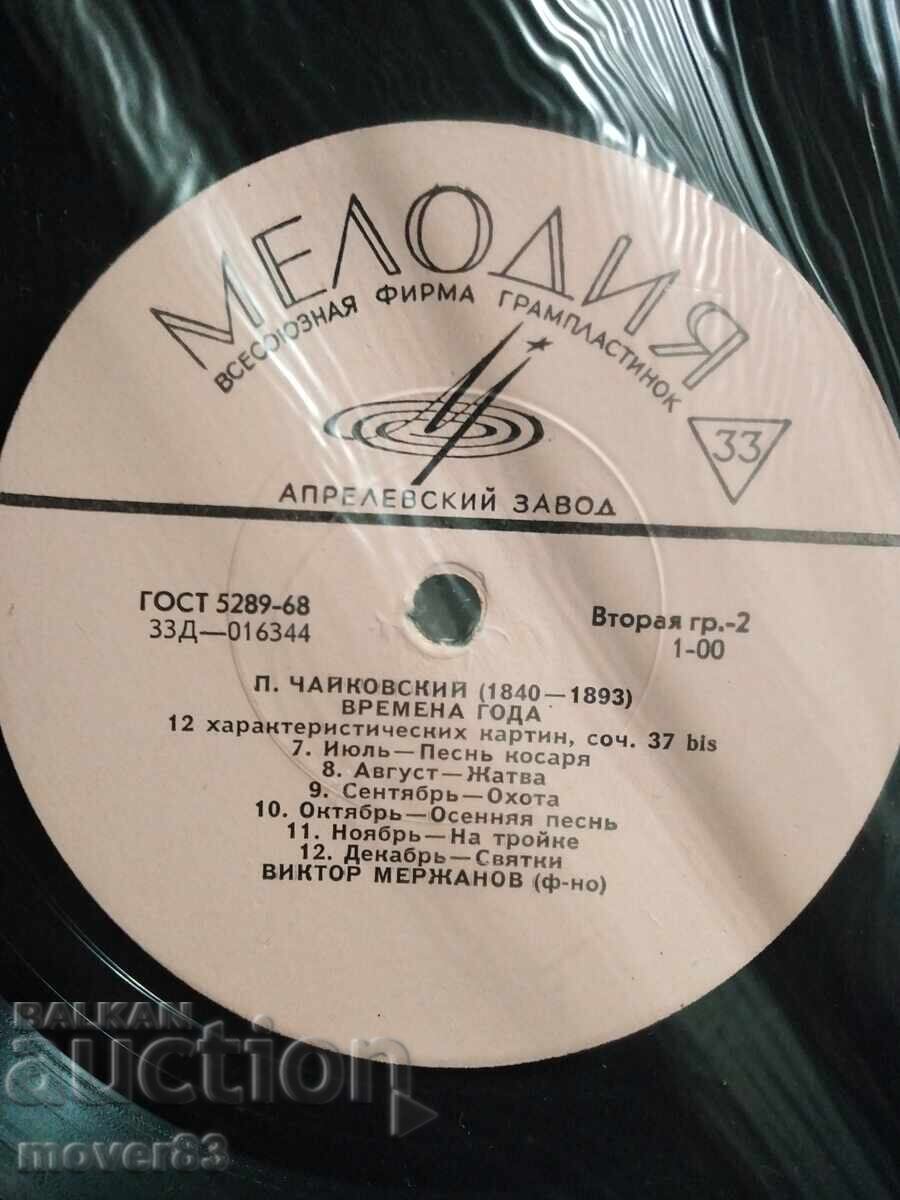 МЕЛОДИЯ
ВСЕСОЮЗНАЯ ФИРМА ГРАМПЛАСТИНОК
33
АПРЕЛЕВСКИЙ ЗАВОД
ГОСТ 5289-68
33Д—016344
Вторая гр.-2
1-00
П. ЧАЙКОВСКИЙ (1840—1893)
ВРЕМЕНА ГОДА
12 характеристических картин, соч. 37 bis
7. Июль—Песнь косаря
8. Август—Жатва
9. Сентябрь—Охота
10. Октябрь—Осенняя песнь
11. Ноябрь—На тройке
12. Декабрь—Святки
ВИКТОР МЕРЖАНОВ (ф-но)
BALKAN
auction
mover83